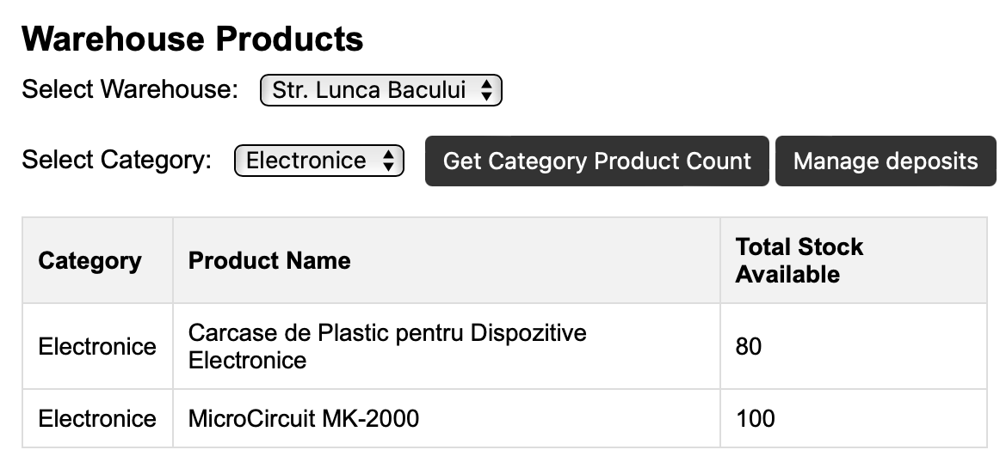 Warehouse Products
Select Warehouse: Str. Lunca Bacului
Select Category: Electronice Get Category Product Count Manage deposits
Category Product Name Total Stock
Available
Electronice Carcase de Plastic pentru Dispozitive
Electronice 80
Electronice MicroCircuit MK-2000 100